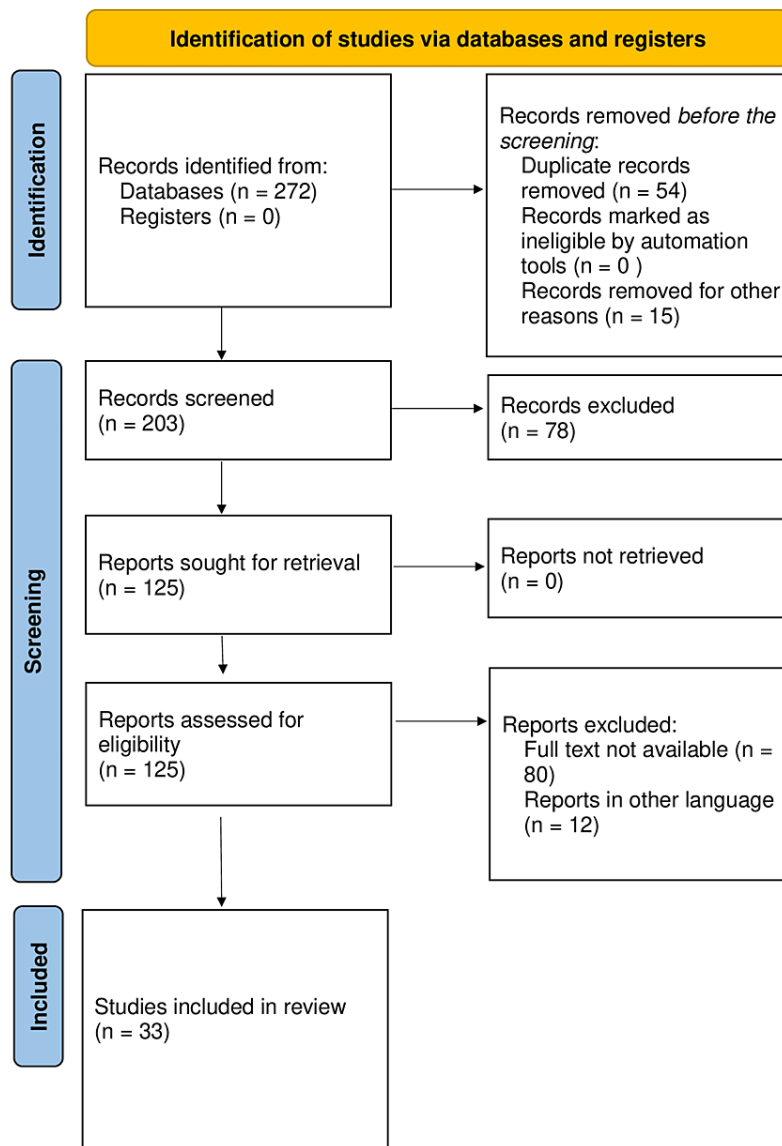 Identification of studies via databases and registers
Identification
Records identified from:
Databases (n = 272)
Registers (n = 0)
Records removed before the
screening:
Duplicate records
removed (n = 54)
Records marked as
ineligible by automation
tools (n = 0 )
Records removed for other
reasons (n = 15)
Screening
Records screened
(n = 203)
Records excluded
(n = 78)
Reports sought for retrieval
(n = 125)
Reports not retrieved
(n = 0)
Reports assessed for
eligibility
(n = 125)
Reports excluded:
Full text not available (n =
80)
Reports in other language
(n = 12)
Included
Studies included in review
(n = 33)